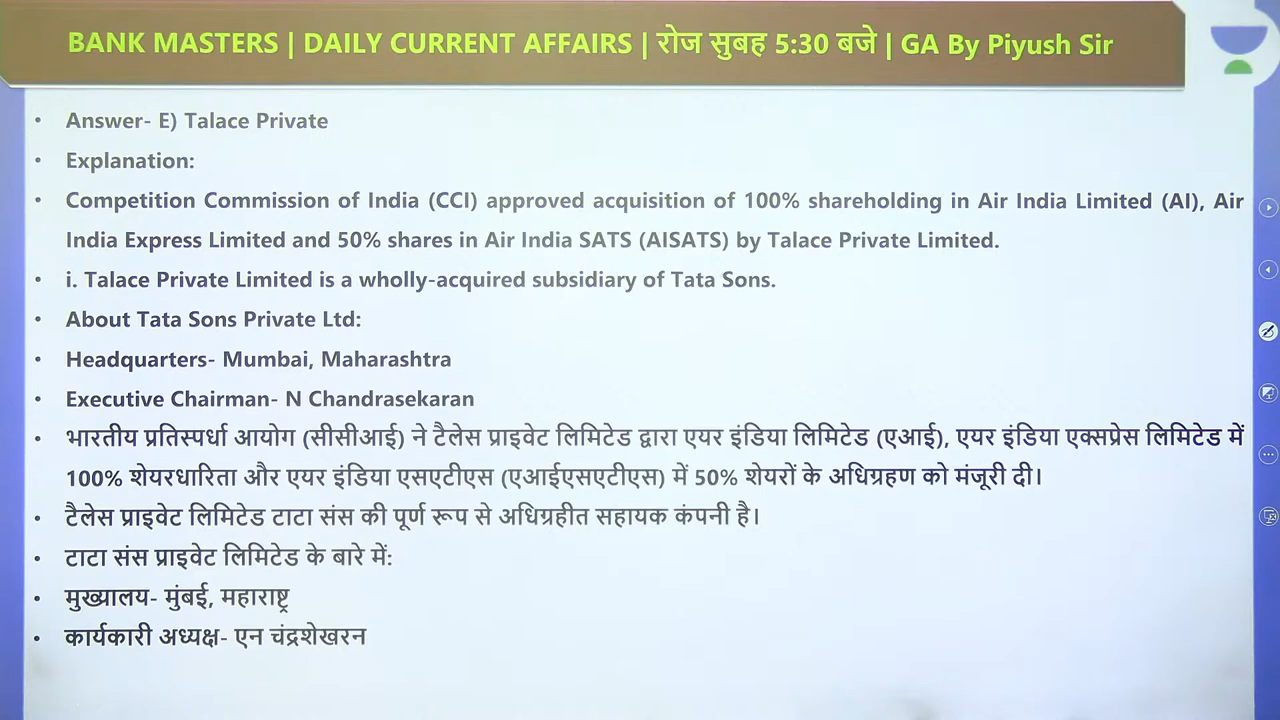 BANK MASTERS | DAILY CURRENT AFFAIRS | रोज सुबह 5:30 बजे | GA By Piyush Sir
• Answer- E) Talace Private
• Explanation:
• Competition Commission of India (CCI) approved acquisition of 100% shareholding in Air India Limited (AI), Air
India Express Limited and 50% shares in Air India SATS (AISATS) by Talace Private Limited.
• i. Talace Private Limited is a wholly-acquired subsidiary of Tata Sons.
• About Tata Sons Private Ltd:
• Headquarters- Mumbai, Maharashtra
• Executive Chairman- N Chandrasekaran
• भारतीय प्रतिस्पर्धा आयोग (सीसीआई) ने टैलेस प्राइवेट लिमिटेड द्वारा एयर इंडिया लिमिटेड (एआई), एयर इंडिया एक्सप्रेस लिमिटेड में
100% शेयरधारिता और एयर इंडिया एसएटीएस (एआईएसएटीएस) में 50% शेयरों के अधिग्रहण को मंजूरी दी।
• टैलेस प्राइवेट लिमिटेड टाटा संस की पूर्ण रूप से अधिग्रहीत सहायक कंपनी है।
• टाटा संस प्राइवेट लिमिटेड के बारे में:
• मुख्यालय- मुंबई, महाराष्ट्र
• कार्यकारी अध्यक्ष- एन चंद्रशेखरन